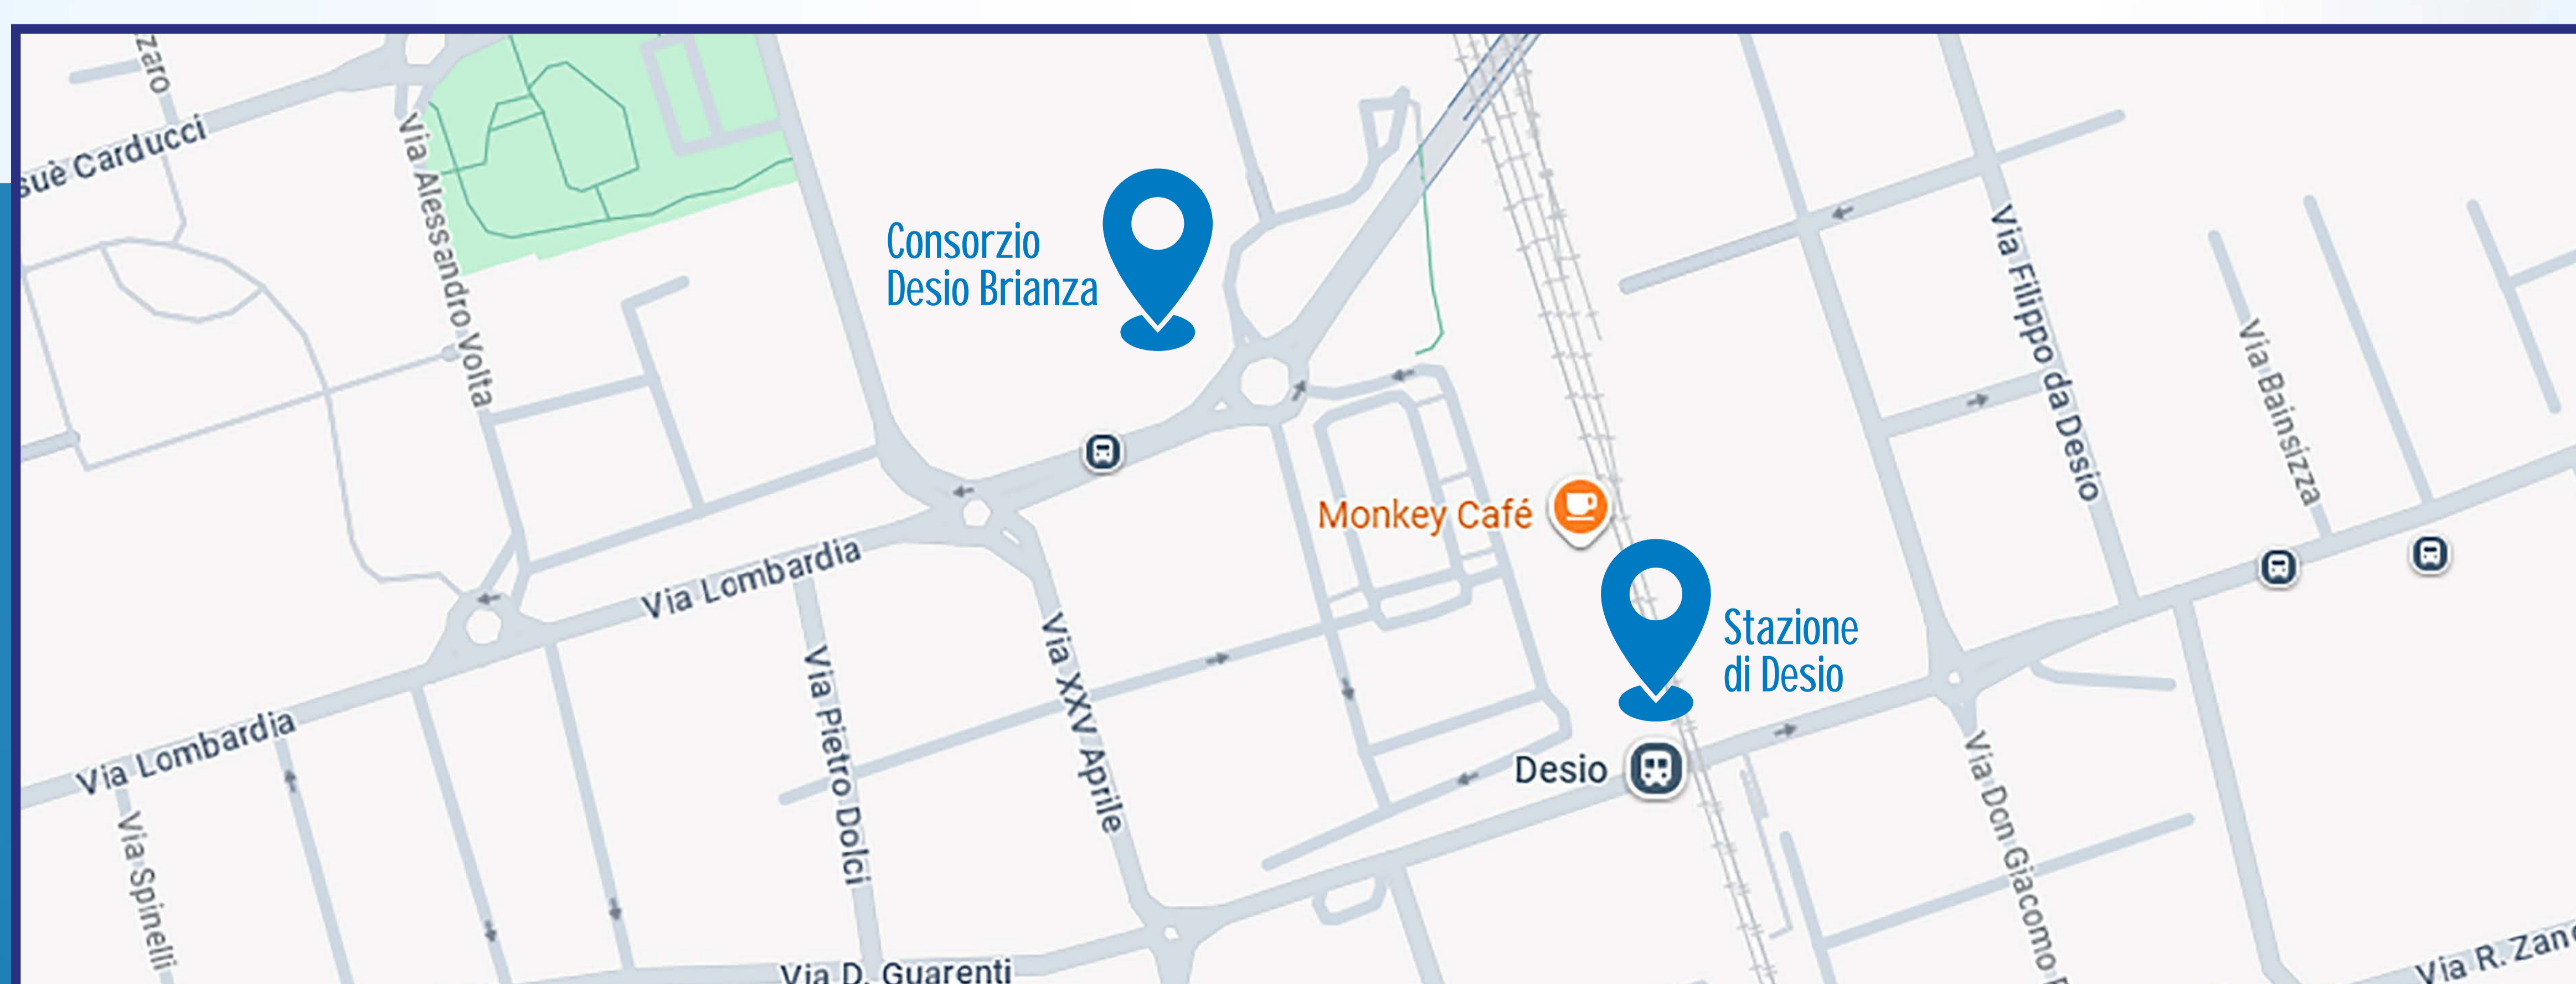 zaro
suè Carducci
Via Alessandro Volta
Consorzio
Desio Brianza
Via Filippo da Desio
Via Bainsizza
Monkey Café
Via Lombardia
Stazione
di Desio
Via Lombardia
Via Pietro Dolci
Via XXV Aprile
Desio
Via Spinelli
Via Don Giacomo
Via D. Guarenti
Via R. Zan